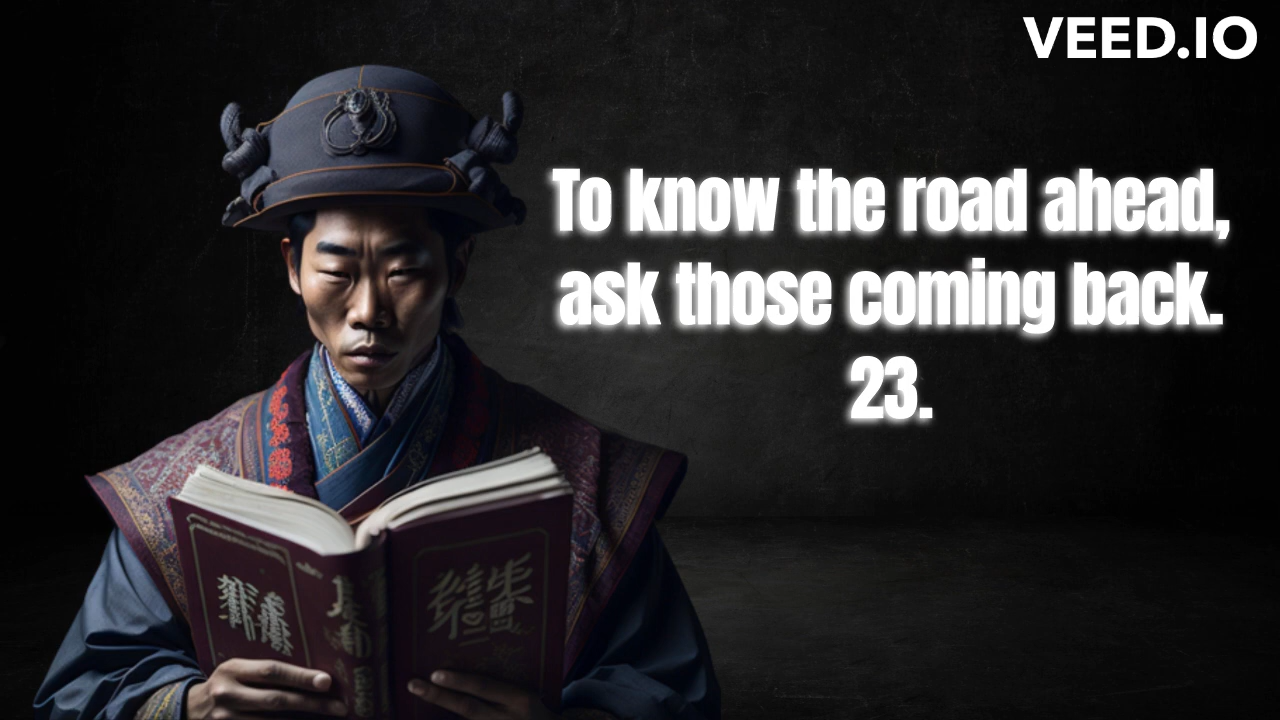 VEED.IO
To know the road ahead,
ask those coming back.
23.